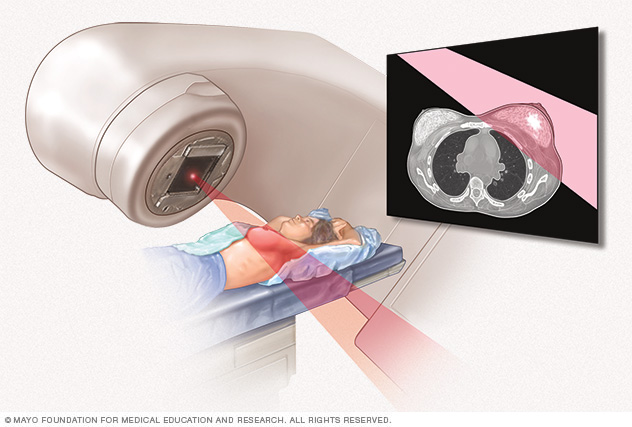 © MAYO FOUNDATION FOR MEDICAL EDUCATION AND RESEARCH. ALL RIGHTS RESERVED.